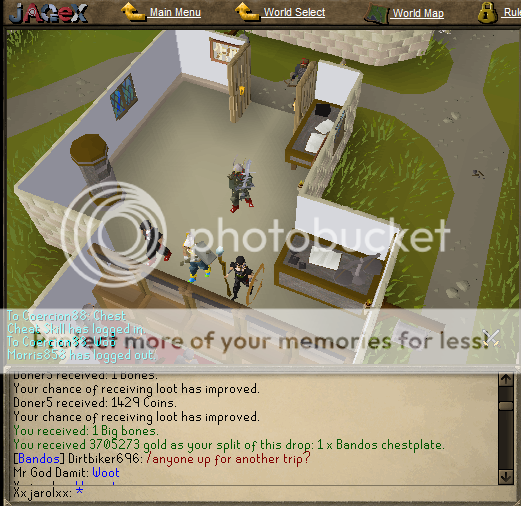 JAGeX
Main Menu
World Select
World Map
Rul
photobucket
Protect more of your memories for less!
To Coercion88: Chest
Cheat Skill has logged in.
To Coercion88:
Morris858 has logged out.
Doner5 received: 1 Bones.
Your chance of receiving loot has improved.
Doner5 received: 1429 Coins.
Your chance of receiving loot has improved.
You received: 1 Big bones.
You received 3705273 gold as your split of this drop: 1 x Bandos chestplate.
[Bandos] Dirtbiker696: /anyone up for another trip?
Mr God Damit: Woot
Xx jarolxx: *